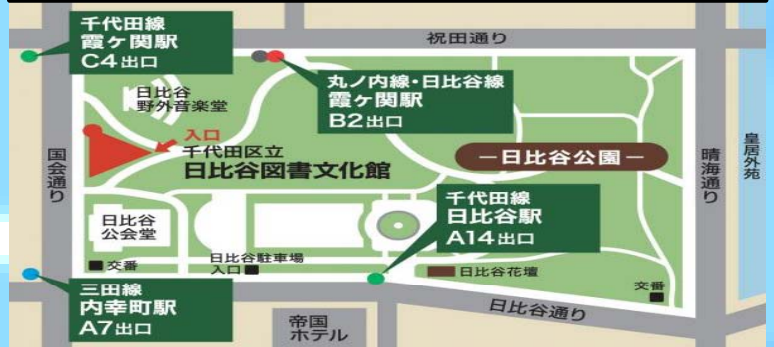 千代田線
霞ヶ関駅
C4出口
祝田通り
丸ノ内線・日比谷線
霞ヶ関駅
B2出口
日比谷
野外音楽堂
入口
千代田区立
日比谷図書文化館
国会通り
－日比谷公園－
晴海通り
皇居外苑
千代田線
日比谷駅
A14出口
日比谷
公会堂
交番
日比谷駐車場
入口
日比谷花壇
交番
三田線
内幸町駅
A7出口
帝国
ホテル
日比谷通り